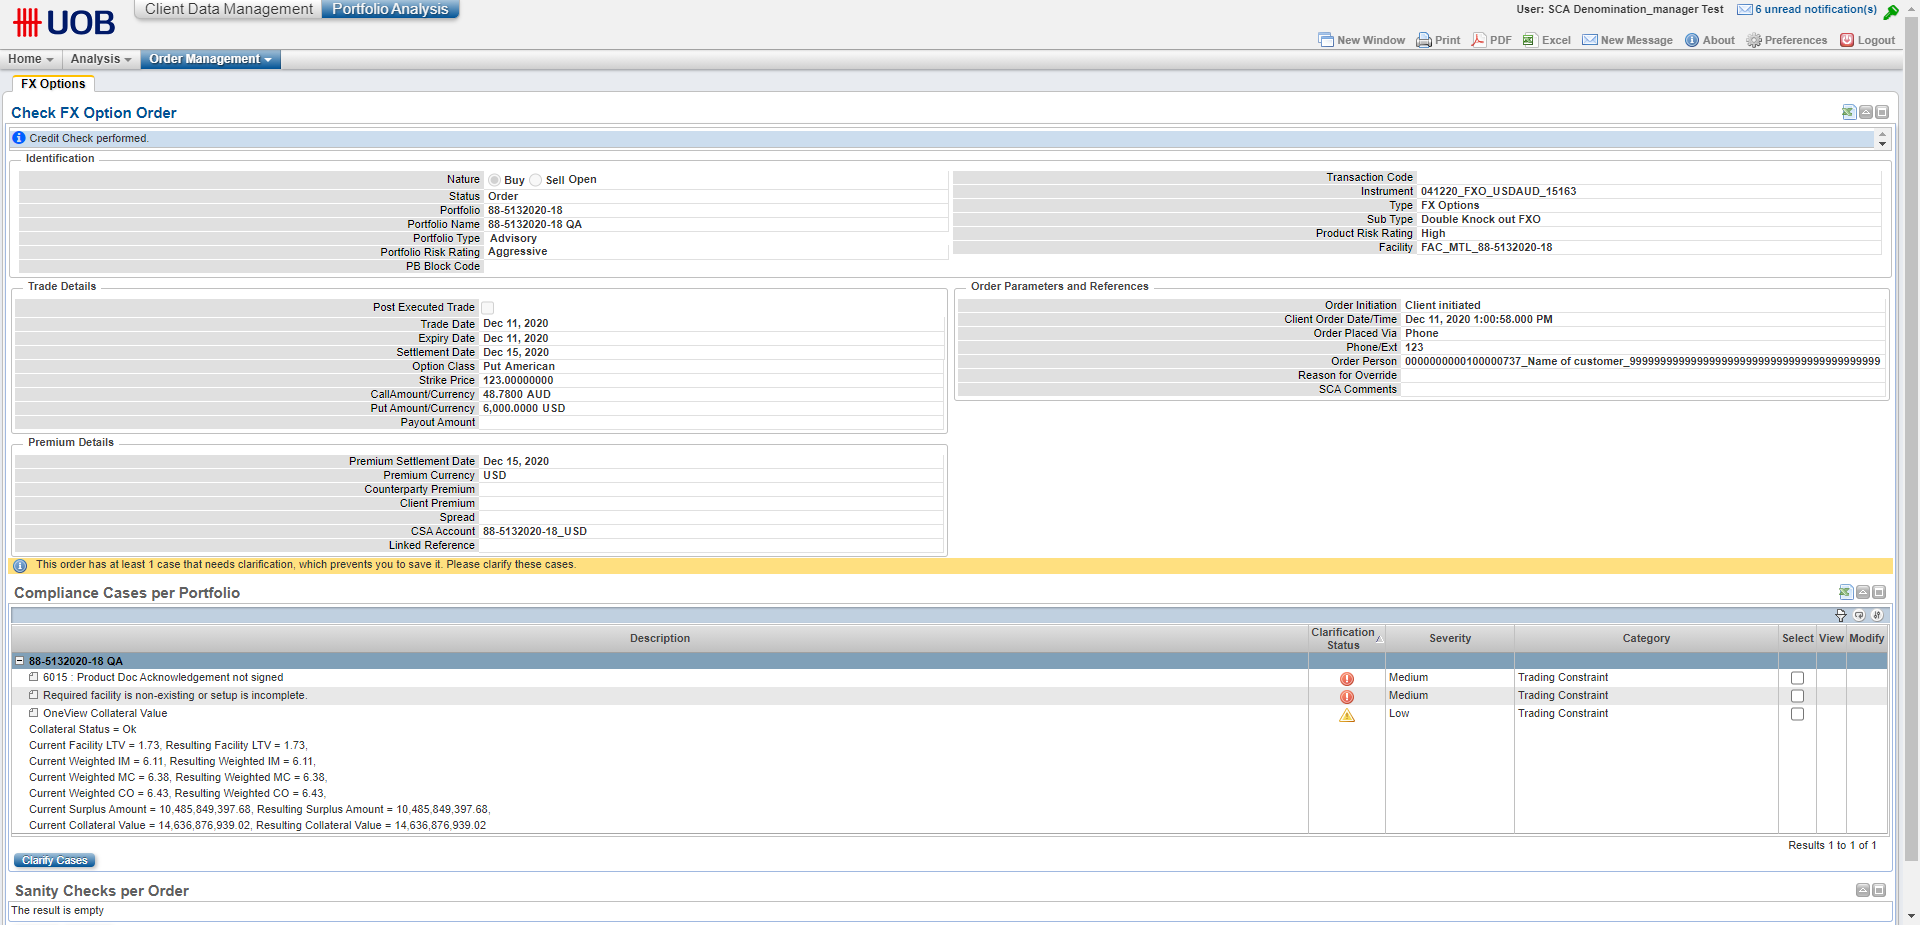 UOB
Client Data Management
Portfolio Analysis
User: SCA Denomination_manager Test
6 unread notification(s)
New Window
Print
PDF
Excel
New Message
About
Preferences
Logout
Home
Analysis
Order Management
FX Options
Check FX Option Order
Credit Check performed.
Identification
Nature Buy Sell Open
Status Order
Portfolio 88-5132020-18
Portfolio Name 88-5132020-18 QA
Portfolio Type Advisory
Portfolio Risk Rating Aggressive
PB Block Code
Transaction Code
Instrument 041220_FXO_USDAUD_15163
Type FX Options
Sub Type Double Knock out FXO
Product Risk Rating High
Facility FAC_MTL_88-5132020-18
Trade Details
Post Executed Trade
Trade Date Dec 11, 2020
Expiry Date Dec 11, 2020
Settlement Date Dec 15, 2020
Option Class Put American
Strike Price 123.00000000
CallAmount/Currency 48.7800 AUD
Put Amount/Currency 6,000.0000 USD
Payout Amount
Order Parameters and References
Order Initiation Client initiated
Client Order Date/Time Dec 11, 2020 1:00:58.000 PM
Order Placed Via Phone
Phone/Ext 123
Order Person
Reason for Override
SCA Comments
Premium Details
Premium Settlement Date Dec 15, 2020
Premium Currency USD
Counterparty Premium
Client Premium
Spread
CSA Account 88-5132020-18_USD
Linked Reference
This order has at least 1 case that needs clarification, which prevents you to save it. Please clarify these cases.
Compliance Cases per Portfolio
Description Clarification Status Severity Category Select View Modify
88-5132020-18 QA
6015 : Product Doc Acknowledgement not signed Medium Trading Constraint
Required facility is non-existing or setup is incomplete. Medium Trading Constraint
OneView Collateral Value Low Trading Constraint
Collateral Status = Ok
Current Facility LTV = 1.73, Resulting Facility LTV = 1.73,
Current Weighted IM = 6.11, Resulting Weighted IM = 6.11,
Current Weighted MC = 6.38, Resulting Weighted MC = 6.38,
Current Weighted CO = 6.43, Resulting Weighted CO = 6.43,
Current Surplus Amount = 10,485,849,397.68, Resulting Surplus Amount = 10,485,849,397.68,
Current Collateral Value = 14,636,876,939.02, Resulting Collateral Value = 14,636,876,939.02
Results 1 to 1 of 1
Clarify Cases
Sanity Checks per Order
The result is empty